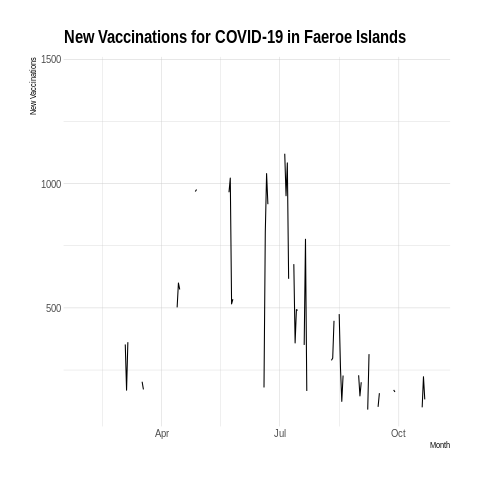 New Vaccinations for COVID-19 in Faeroe Islands
New Vaccinations
1500
1000
500
Apr
Jul
Oct
Month